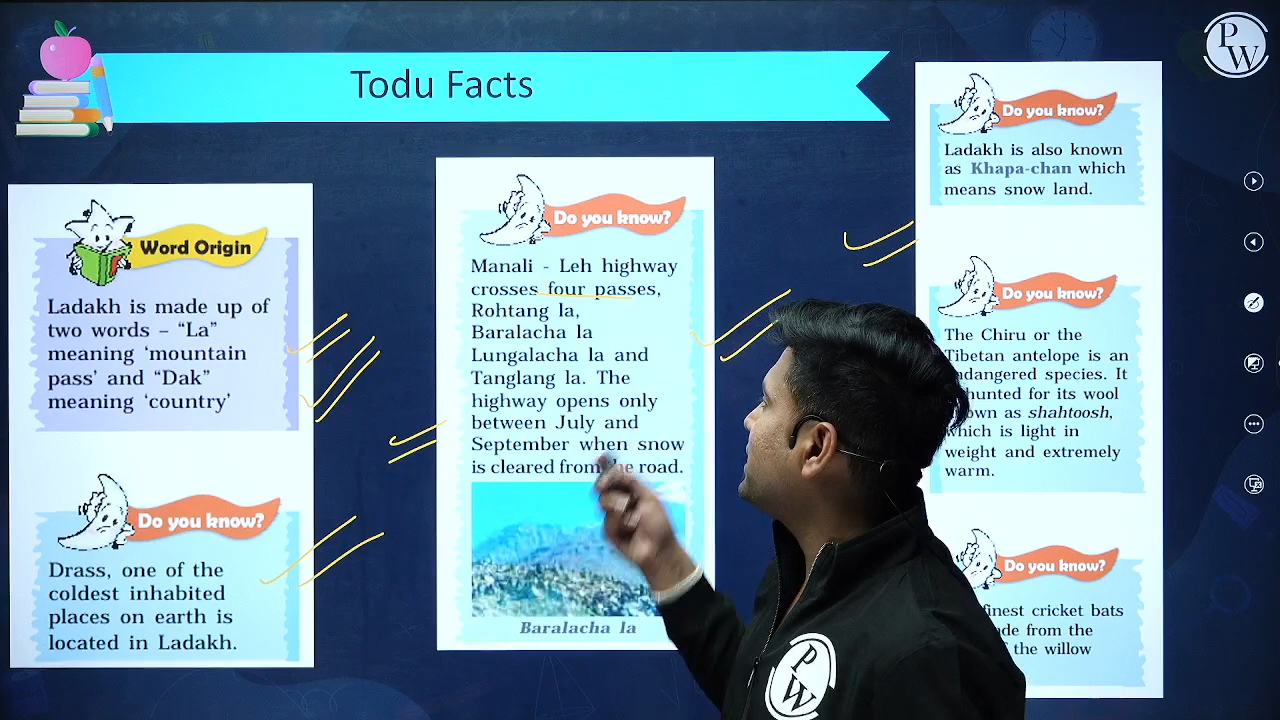 Todu Facts
PW
Word Origin
Ladakh is made up of
two words – “La”
meaning ‘mountain
pass’ and “Dak”
meaning ‘country’
Do you know?
Drass, one of the
coldest inhabited
places on earth is
located in Ladakh.
Do you know?
Manali - Leh highway
crosses four passes,
Rohtang la,
Baralacha la
Lungalacha la and
Tanglang la. The
highway opens only
between July and
September when snow
is cleared from road.
Baralacha la
Do you know?
Ladakh is also known
as Khapa-chan which
means snow land.
Do you know?
The Chiru or the
Tibetan antelope is an
endangered species. It
hunted for its wool
as shahtoosh,
which is light in
weight and extremely
warm.
Do you know?
finest cricket bats
from the
the willow
PW